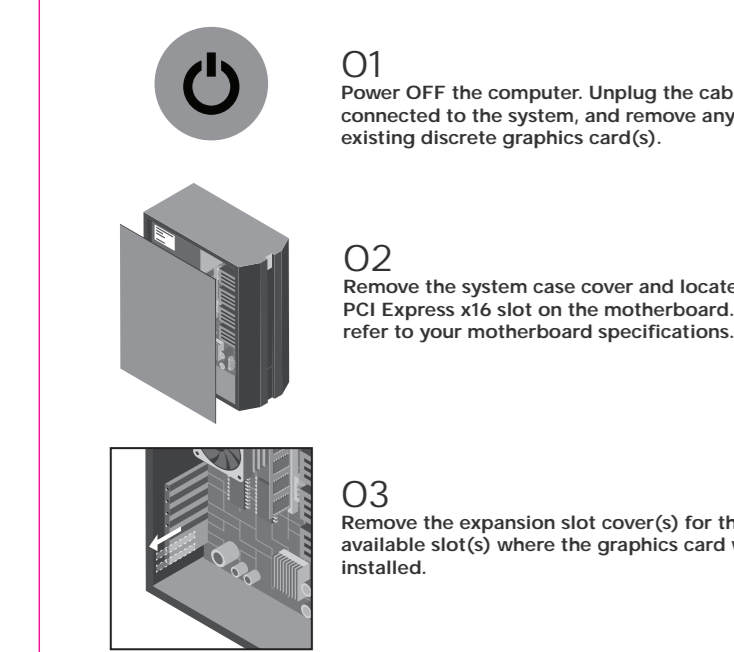 01
Power OFF the computer. Unplug the
connected to the system, and remove any
existing discrete graphics card(s).
02
Remove the system case cover and locate
PCI Express x16 slot on the motherboard.
refer to your motherboard specifications.
03
Remove the expansion slot cover(s) for
available slot(s) where the graphics card
installed.